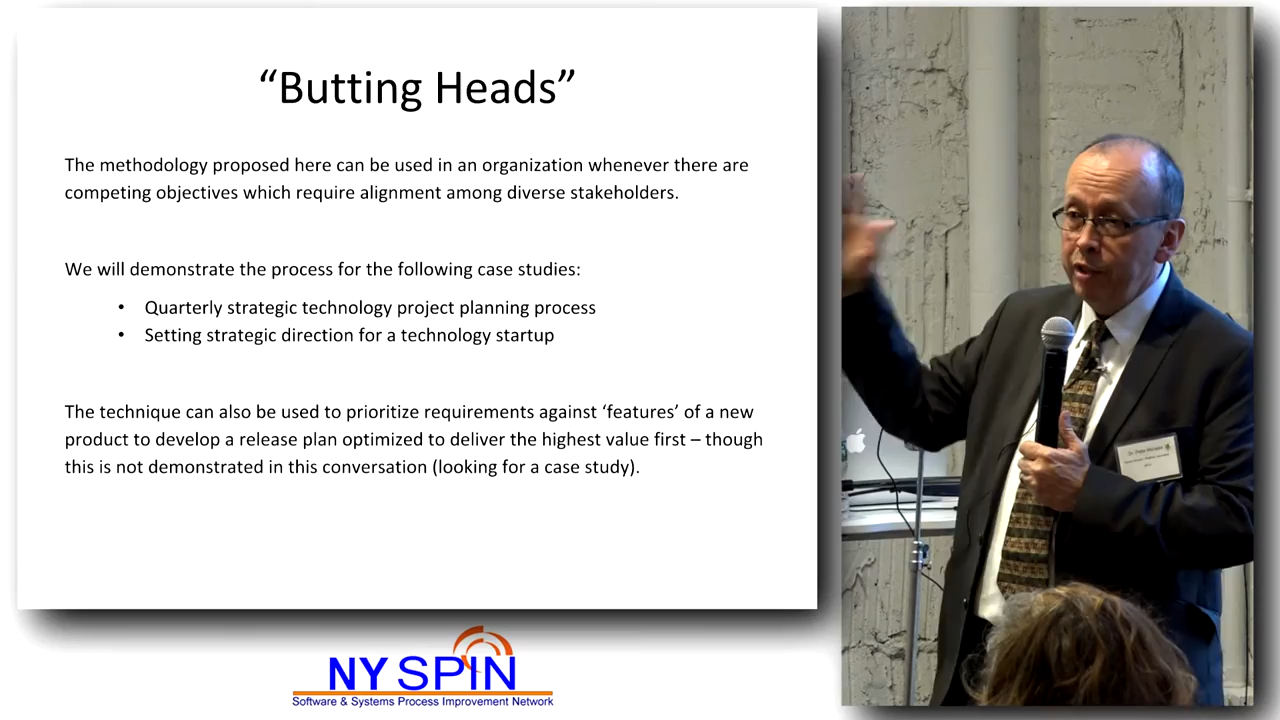 “Butting Heads”
The methodology proposed here can be used in an organization whenever there are
competing objectives which require alignment among diverse stakeholders.
We will demonstrate the process for the following case studies:
• Quarterly strategic technology project planning process
• Setting strategic direction for a technology startup
The technique can also be used to prioritize requirements against ‘features’ of a new
product to develop a release plan optimized to deliver the highest value first – though
this is not demonstrated in this conversation (looking for a case study).
NY SPIN
Software & Systems Process Improvement Network
Dr.